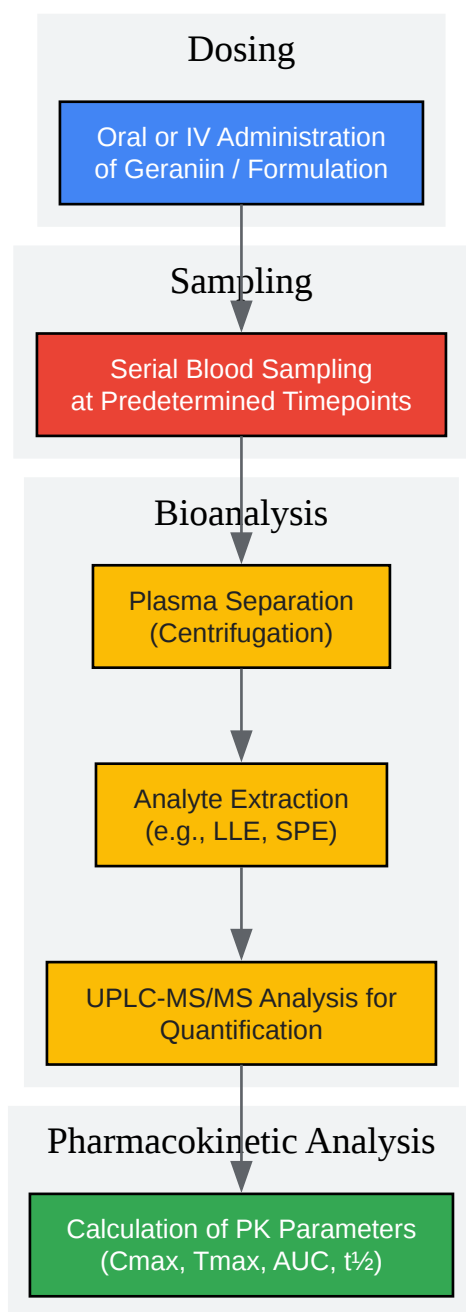 Dosing
Oral or IV Administration
of Geraniin / Formulation
Sampling
Serial Blood Sampling
at Predetermined Timepoints
Bioanalysis
Plasma Separation
(Centrifugation)
Analyte Extraction
(e.g., LLE, SPE)
UPLC-MS/MS Analysis for
Quantification
Pharmacokinetic Analysis
Calculation of PK Parameters
(Cmax, Tmax, AUC, t½)